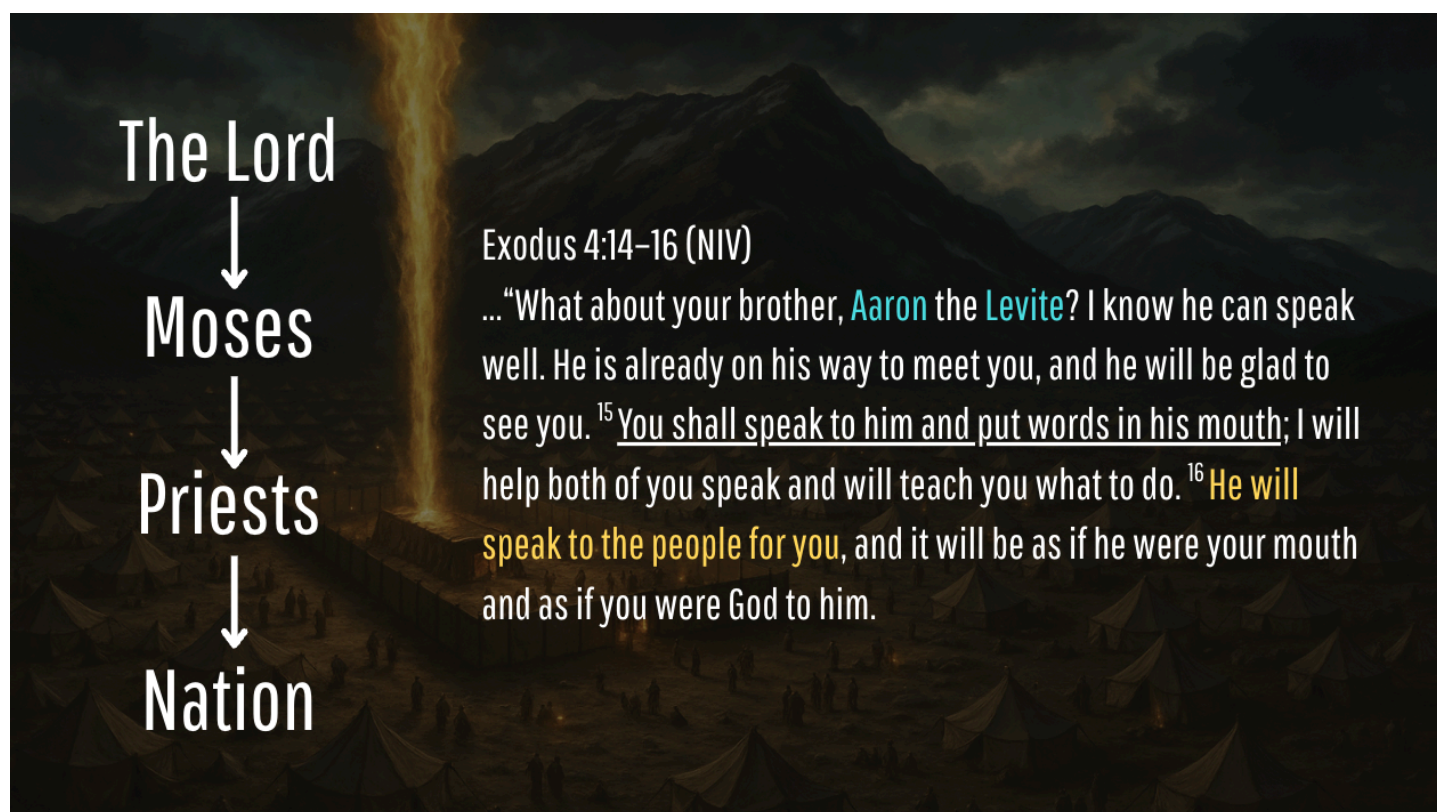 The Lord
Moses
Priests
Nation
Exodus 4:14–16 (NIV)
...“What about your brother, Aaron the Levite? I know he can speak
well. He is already on his way to meet you, and he will be glad to
see you. 15 You shall speak to him and put words in his mouth; I will
help both of you speak and will teach you what to do. 16 He will
speak to the people for you, and it will be as if he were your mouth
and as if you were God to him.